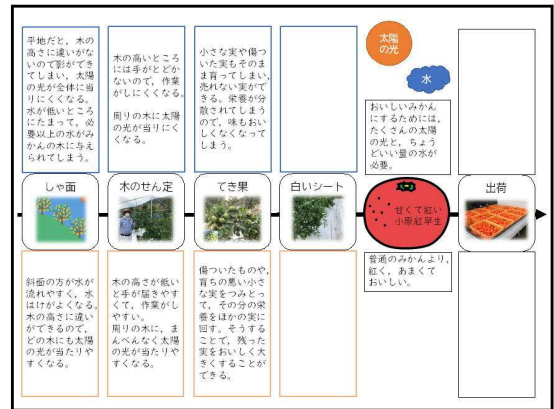 平地だと、木の
高さに違いがな
いので影ができ
てしまい、太陽
の光が全体に当
りにくくなる。
水が低いところ
にたまって、必
要以上の水がみ
かんの木に与え
られてしまう。
木の高いところ
には手がとどか
ないので、作業
がしにくくなる。
周りの木に太陽
の光が当りにく
くなる。
小さな実や傷つ
いた実もそのま
ま育ってしまい、
売れない実がで
きる。栄養が分
散されてしまう
ので、味もおい
しくなくなって
しまう。
太陽
の光
水
おいしいみかん
にするためには、
たくさんの太陽
の光と、ちょう
どいい量の水が
必要。
しゃ面
木のせん定
てき果
白いシート
甘くて紅い
小原紅早生
出荷
斜面の方が水が
流れやすく、水
はけがよくなる。
木の高さに違い
ができるので、
どの木にも太陽
の光が当たりや
すくなる。
木の高さが低い
と手が届きやす
くて、作業がし
やすい。
周りの木に、ま
んべんなく太陽
の光が当たりや
すくなる。
傷ついたものや、
育ちの悪い小さ
な実をつみとっ
て、その分の栄
養をほかの実に
回す。そうする
ことで、残った
実をおいしく大
きくすることが
できる。
普通のみかんより、
紅く、あまくて
おいしい。